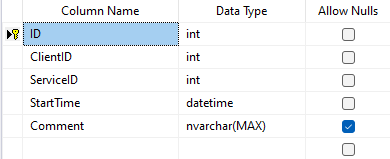 Column Name Data Type Allow Nulls
ID int
ClientID int
ServiceID int
StartTime datetime
Comment nvarchar(MAX)